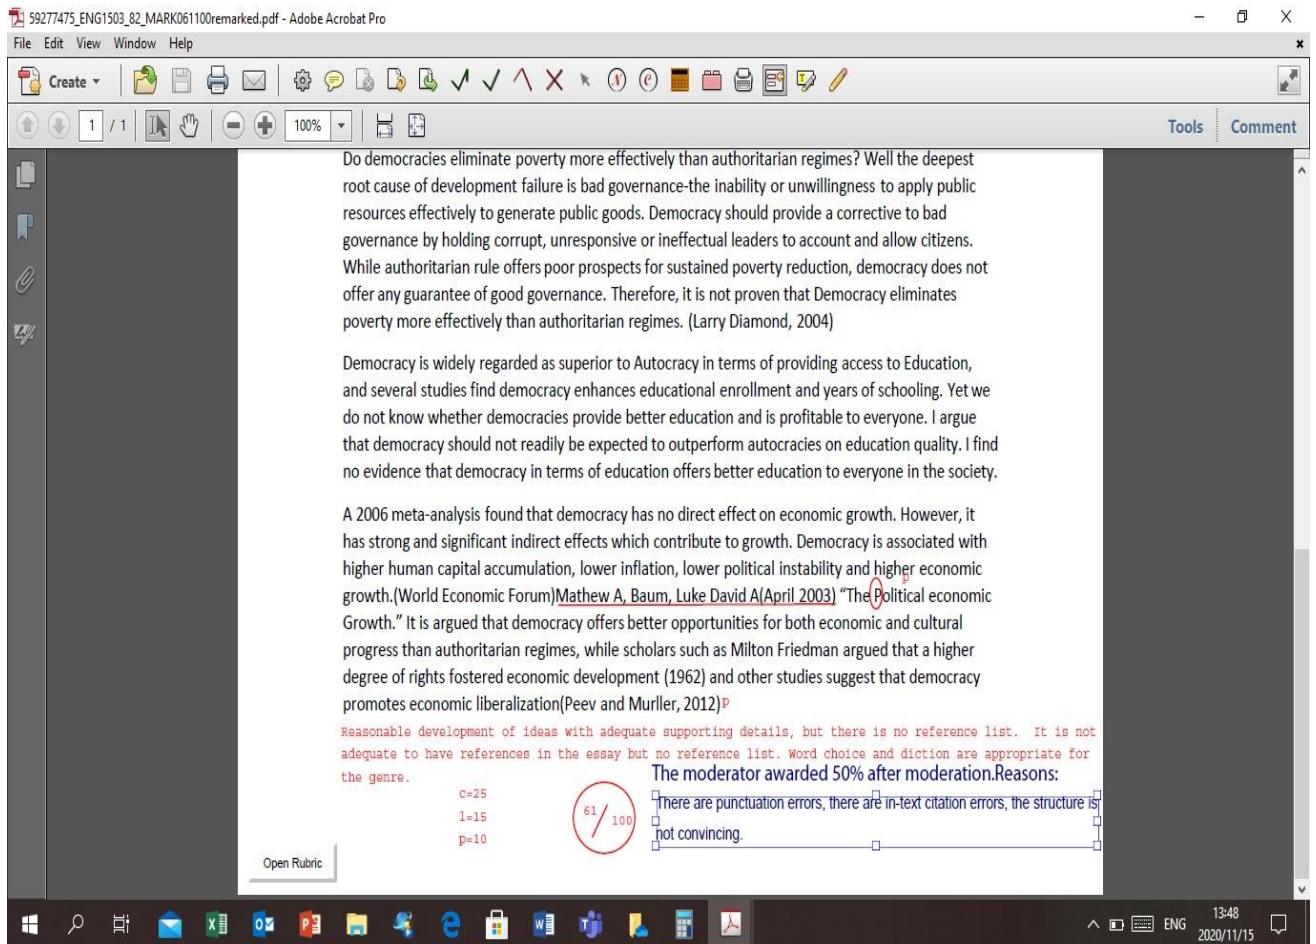 59277475_ENG1503_82_MARK061100remarked.pdf - Adobe Acrobat Pro
File Edit View Window Help
Create
1 / 1 100% Tools Comment
Do democracies eliminate poverty more effectively than authoritarian regimes? Well the deepest
root cause of development failure is bad governance-the inability or unwillingness to apply public
resources effectively to generate public goods. Democracy should provide a corrective to bad
governance by holding corrupt, unresponsive or ineffectual leaders to account and allow citizens.
While authoritarian rule offers poor prospects for sustained poverty reduction, democracy does not
offer any guarantee of good governance. Therefore, it is not proven that Democracy eliminates
poverty more effectively than authoritarian regimes. (Larry Diamond, 2004)
Democracy is widely regarded as superior to Autocracy in terms of providing access to Education,
and several studies find democracy enhances educational enrollment and years of schooling. Yet we
do not know whether democracies provide better education and is profitable to everyone. I argue
that democracy should not readily be expected to outperform autocracies on education quality. I find
no evidence that democracy in terms of education offers better education to everyone in the society.
A 2006 meta-analysis found that democracy has no direct effect on economic growth. However, it
has strong and significant indirect effects which contribute to growth. Democracy is associated with
higher human capital accumulation, lower inflation, lower political instability and higher economic
p
growth.(World Economic Forum)Mathew A, Baum, Luke David A(April 2003) “The Political economic
Growth.” It is argued that democracy offers better opportunities for both economic and cultural
progress than authoritarian regimes, while scholars such as Milton Friedman argued that a higher
degree of rights fostered economic development (1962) and other studies suggest that democracy
promotes economic liberalization(Peev and Murller, 2012)p
Reasonable development of ideas with adequate supporting details, but there is no reference list. It is not
adequate to have references in the essay but no reference list. Word choice and diction are appropriate for
the genre.
c=25
l=15
p=10
61/100
The moderator awarded 50% after moderation.Reasons:
There are punctuation errors, there are in-text citation errors, the structure is
not convincing.
Open Rubric
ENG
13:48
2020/11/15